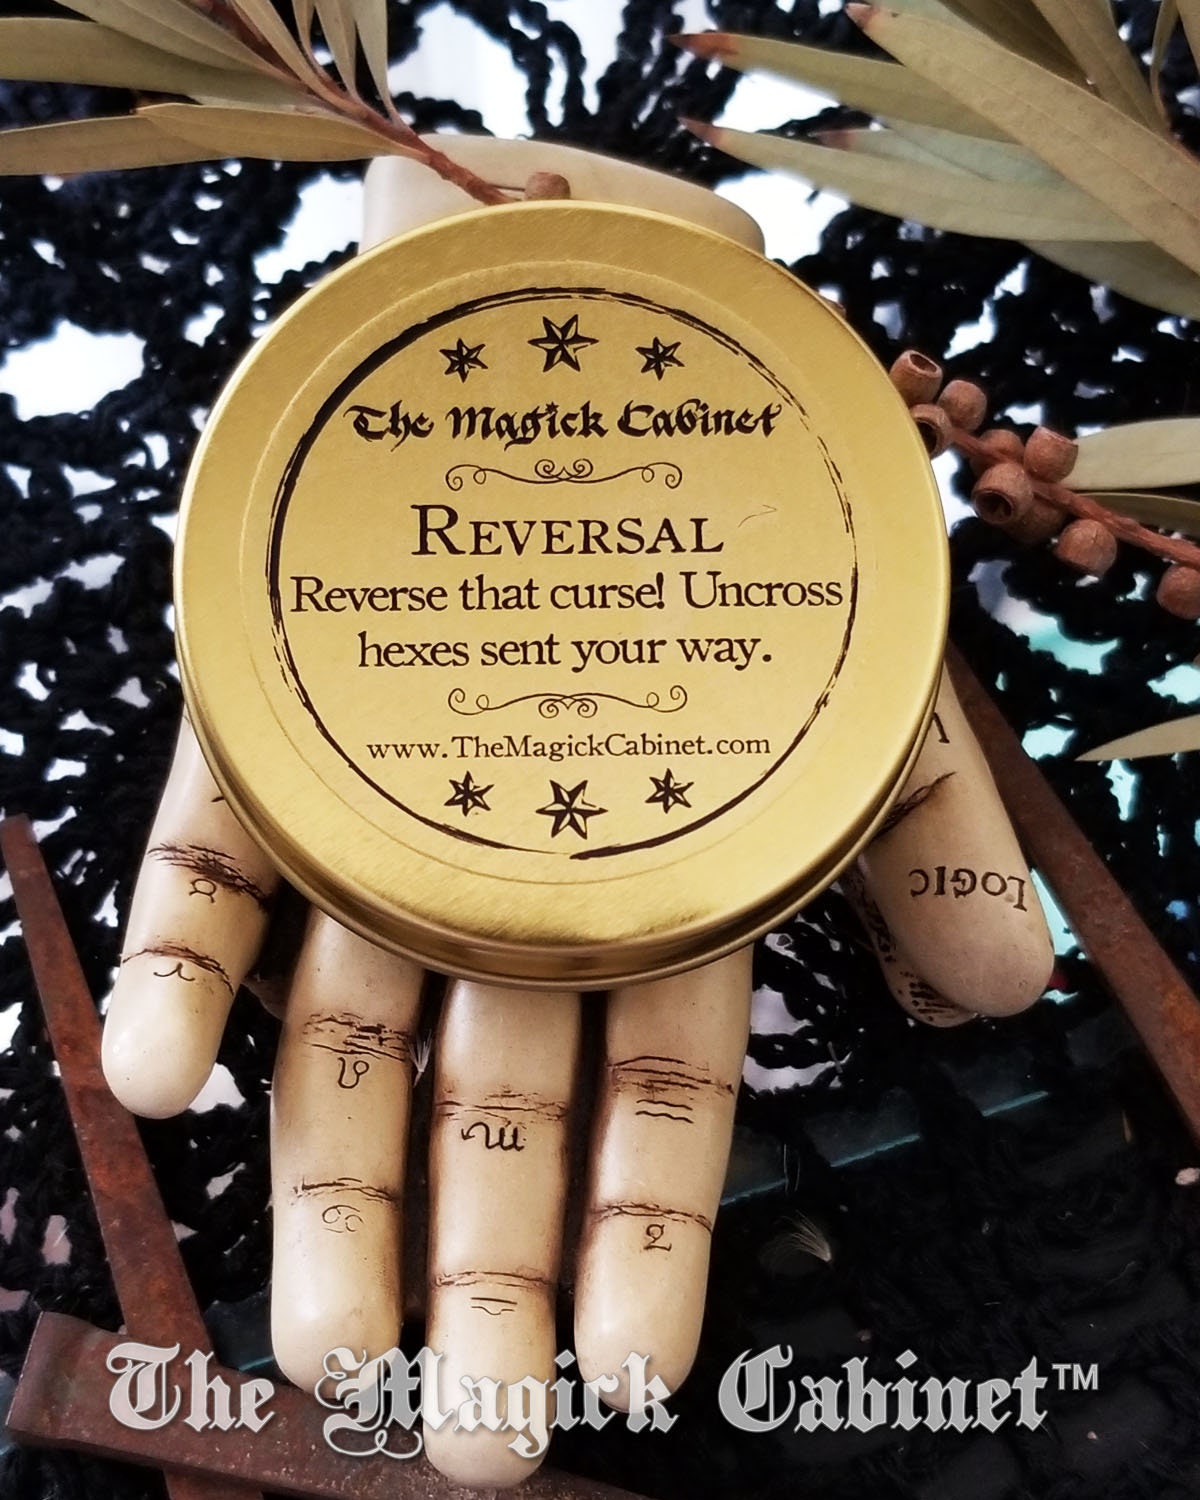 The Magick Cabinet
REVERSAL
Reverse that curse! Uncross
hexes sent your way.
www.TheMagickCabinet.com
LOGIC
♉
♈
♌
♏
♋
♎
The Magick Cabinet™